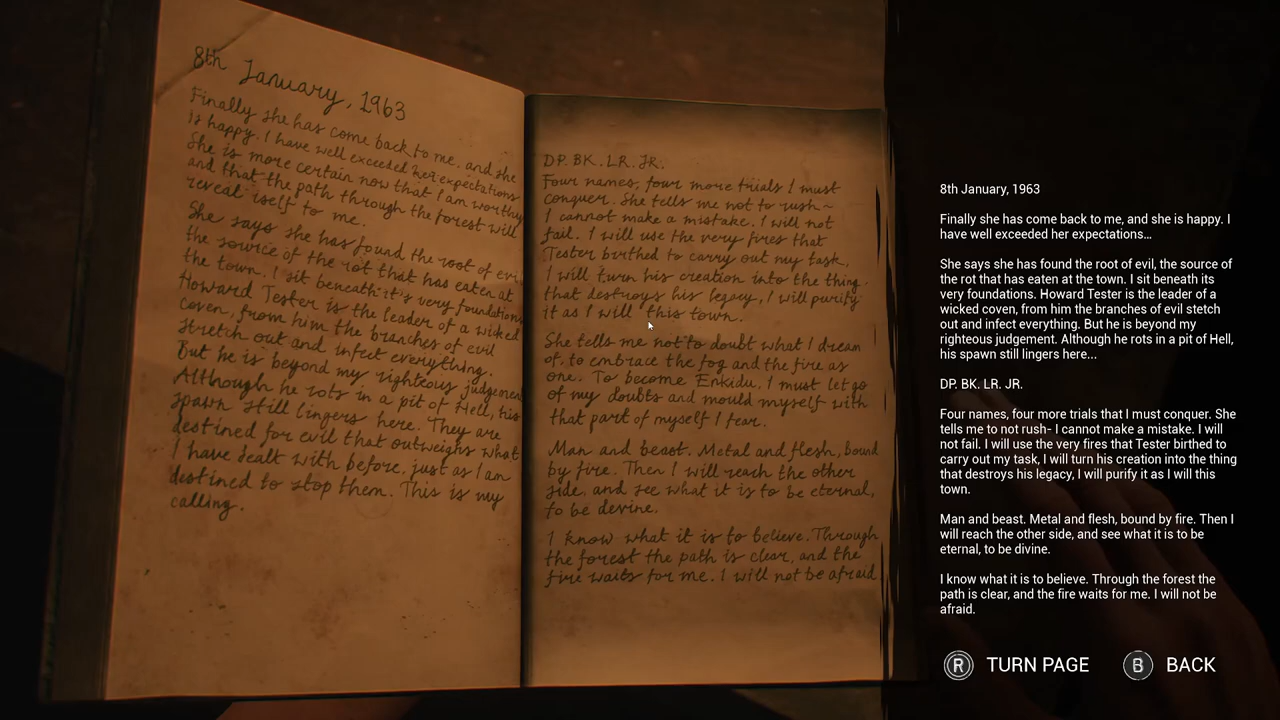 8th January, 1963
Finally she has come back to me, and she
is happy. I have well exceeded her expectations
She is more certain now that I am worthy
and that the path through the forest will
reveal itself to me.
She says she has found the root of evi
the source of the rot that has eaten at
the town. I sit beneath it's very foundations
Howard Tester is the leader of a wicked
coven, from him the branches of evil
stretch out and infect everything.
But he is beyond my righteous judgement
Although he rots in a pit of Hell, his
spawn still lingers here. They are
destined for evil that outweighs what
I have dealt with before, just as I am
destined to stop them. This is my
calling.
DP. BK. LR. JR.
Four names, four more trials I must
conquer. She tells me not to rush~
I cannot make a mistake. I will not
fail. I will use the very fires that
Tester birthed to carry out my task.
I will turn his creation into the thing
that destroys his legacy, I will purify
it as I will this town.
She tells me not to doubt what I dream
of, to embrace the fog and the fire as
one. To become Enkidu. I must let go
of my doubts and mould myself with
that part of myself I fear.
Man and beast. Metal and flesh, bound
by fire. Then I will reach the other
side, and see what it is to be eternal,
to be devine.
I know what it is to believe. Through
the forest the path is clear, and the
fire waits for me. I will not be afraid
8th January, 1963
Finally she has come back to me, and she is happy. I
have well exceeded her expectations...
She says she has found the root of evil, the source of
the rot that has eaten at the town. I sit beneath its
very foundations. Howard Tester is the leader of a
wicked coven, from him the branches of evil stretch
out and infect everything. But he is beyond my
righteous judgement. Although he rots in a pit of Hell,
his spawn still lingers here...
DP. BK. LR. JR.
Four names, four more trials that I must conquer. She
tells me to not rush- I cannot make a mistake. I will
not fail. I will use the very fires that Tester birthed to
carry out my task, I will turn his creation into the thing
that destroys his legacy, I will purify it as I will this
town.
Man and beast. Metal and flesh, bound by fire. Then I
will reach the other side, and see what it is to be
eternal, to be divine.
I know what it is to believe. Through the forest the
path is clear, and the fire waits for me. I will not be
afraid.
R TURN PAGE B BACK